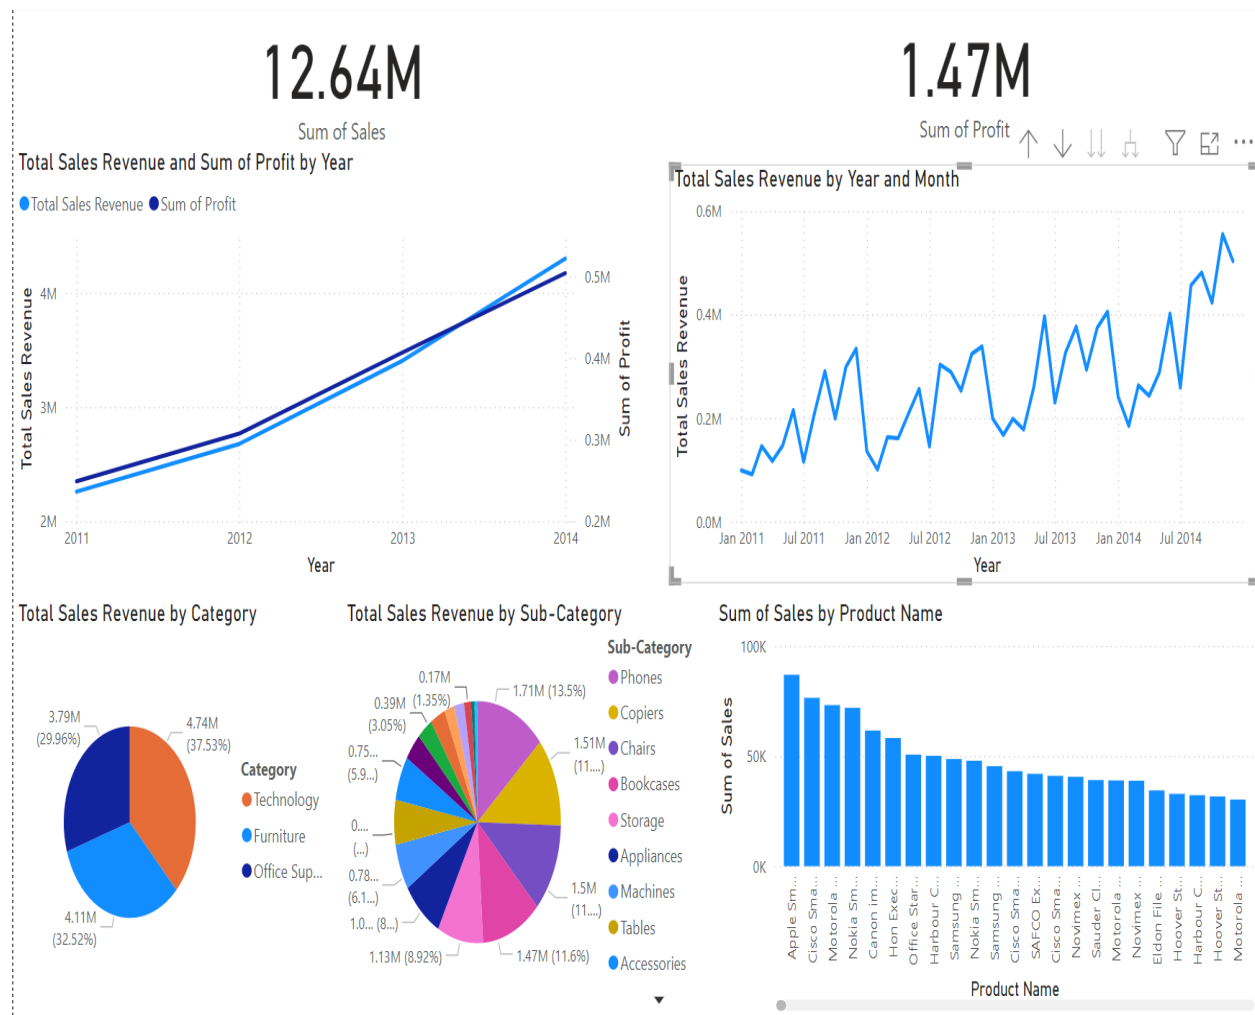 12.64M
Sum of Sales
1.47M
Sum of Profit
Total Sales Revenue and Sum of Profit by Year
Total Sales Revenue
Sum of Profit
4M
3M
2M
0.5M
0.4M
0.3M
0.2M
Total Sales Revenue
Sum of Profit
2011
2012
2013
2014
Year
Total Sales Revenue by Year and Month
0.6M
0.4M
0.2M
0.0M
Total Sales Revenue
Jan 2011
Jul 2011
Jan 2012
Jul 2012
Jan 2013
Jul 2013
Jan 2014
Jul 2014
Year
Total Sales Revenue by Category
3.79M
(29.96%)
4.74M
(37.53%)
4.11M
(32.52%)
Category
Technology
Furniture
Office Sup...
Total Sales Revenue by Sub-Category
0.17M
(1.35%)
0.39M
(3.05%)
0.75...
(5.9...)
0....
(...)
0.78...
(6.1...)
1.0... (8...)
1.13M (8.92%)
1.47M (11.6%)
1.5M
(11....)
1.51M
(11....)
1.71M (13.5%)
Sub-Category
Phones
Copiers
Chairs
Bookcases
Storage
Appliances
Machines
Tables
Accessories
Sum of Sales by Product Name
100K
50K
0K
Sum of Sales
Apple Sm...
Cisco Sma...
Motorola ...
Nokia Sm...
Canon im...
Hon Exec...
Office Star...
Harbour C...
Samsung ...
Nokia Sm...
Samsung ...
Cisco Sma...
SAFCO Ex...
Cisco Sma...
Novimex ...
Sauder Cl...
Motorola ...
Novimex ...
Eldon File ...
Hoover St...
Harbour C...
Hoover St...
Motorola ...
Product Name